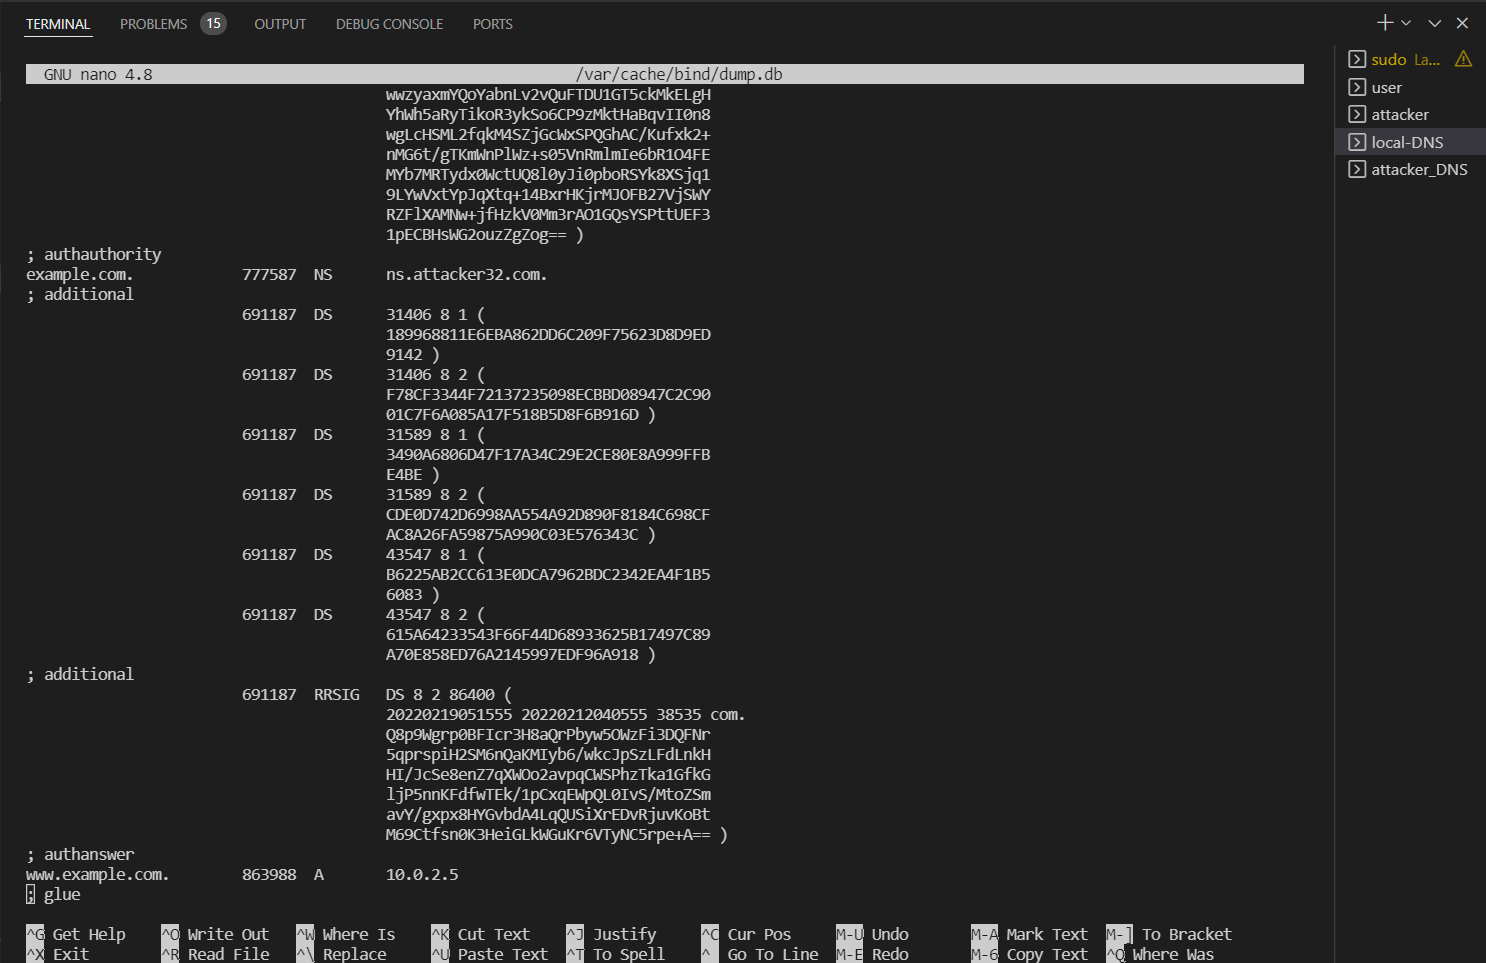 TERMINAL PROBLEMS 15 OUTPUT DEBUG CONSOLE PORTS
GNU nano 4.8 /var/cache/bind/dump.db
wwzyaxmYQoYabnLv2vQuFTDU1GT5ckMkELgH
YhWh5aRyTikoR3ykSo6CP9zMktHaBqvII0n8
wgLcHSML2fqkM4SZjGcWxSPQGhAC/Kufxk2+
nMG6t/gTKmWnPlWz+s05VnRmlmIe6bR1O4FE
MYb7MRTydx0WctUQ8l0yJi0pboRSYk8XSjq1
9LYwVxtYpJqXtq+14BxrHKjrMJOFB27VjSWY
RZFlXAMNw+jfHzkV0Mm3rAO1GQsYSPttUEF3
1pECBHsWG2ouzZgZog== )
; authauthority
example.com. 777587 NS ns.attacker32.com.
; additional
691187 DS 31406 8 1 (
189968811E6EBA862DD6C209F75623D8D9ED
9142 )
691187 DS 31406 8 2 (
F78CF3344F72137235098ECBBD08947C2C90
01C7F6A085A17F518B5D8F6B916D )
691187 DS 31589 8 1 (
3490A6806D47F17A34C29E2CE80E8A999FFB
E4BE )
691187 DS 31589 8 2 (
CDE0D742D6998AA554A92D890F8184C698CF
AC8A26FA59875A990C03E576343C )
691187 DS 43547 8 1 (
B6225AB2CC613E0DCA7962BDC2342EA4F1B5
6083 )
691187 DS 43547 8 2 (
615A64233543F66F44D68933625B17497C89
A70E858ED76A2145997EDF96A918 )
; additional
691187 RRSIG DS 8 2 86400 (
20220219051555 20220212040555 38535 com.
Q8p9Wgrp0BFIcr3H8aQrPbyw5OWzFi3DQFNr
5qprspiH2SM6nQaKMIyb6/wkcJpSzLFdLnkH
HI/JcSe8enZ7qXWOo2avpqCWSPhzTka1GfkG
ljP5nnKFdfwTEk/1pCxqEWpQL0IvS/MtoZSm
avY/gxpx8HYGvbdA4LqQUSiXrEDvRjuvKoBt
M69Ctfsn0K3HeiGLkWGuKr6VTyNC5rpe+A== )
; authanswer
www.example.com. 863988 A 10.0.2.5
; glue
^G Get Help ^O Write Out ^W Where Is ^K Cut Text ^J Justify ^C Cur Pos M-U Undo M-A Mark Text M-] To Bracket
^X Exit ^R Read File ^\ Replace ^U Paste Text ^T To Spell ^_ Go To Line M-E Redo M-6 Copy Text ^Q Where Was
sudo La...
user
attacker
local-DNS
attacker_DNS